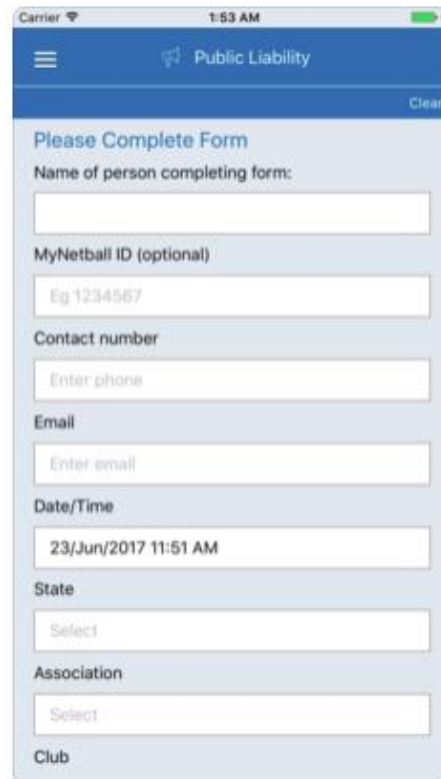 Carrier 1:53 AM
Public Liability
Clear
Please Complete Form
Name of person completing form:
MyNetball ID (optional)
Eg 1234567
Contact number
Enter phone
Email
Enter email
Date/Time
23/Jun/2017 11:51 AM
State
Select
Association
Select
Club